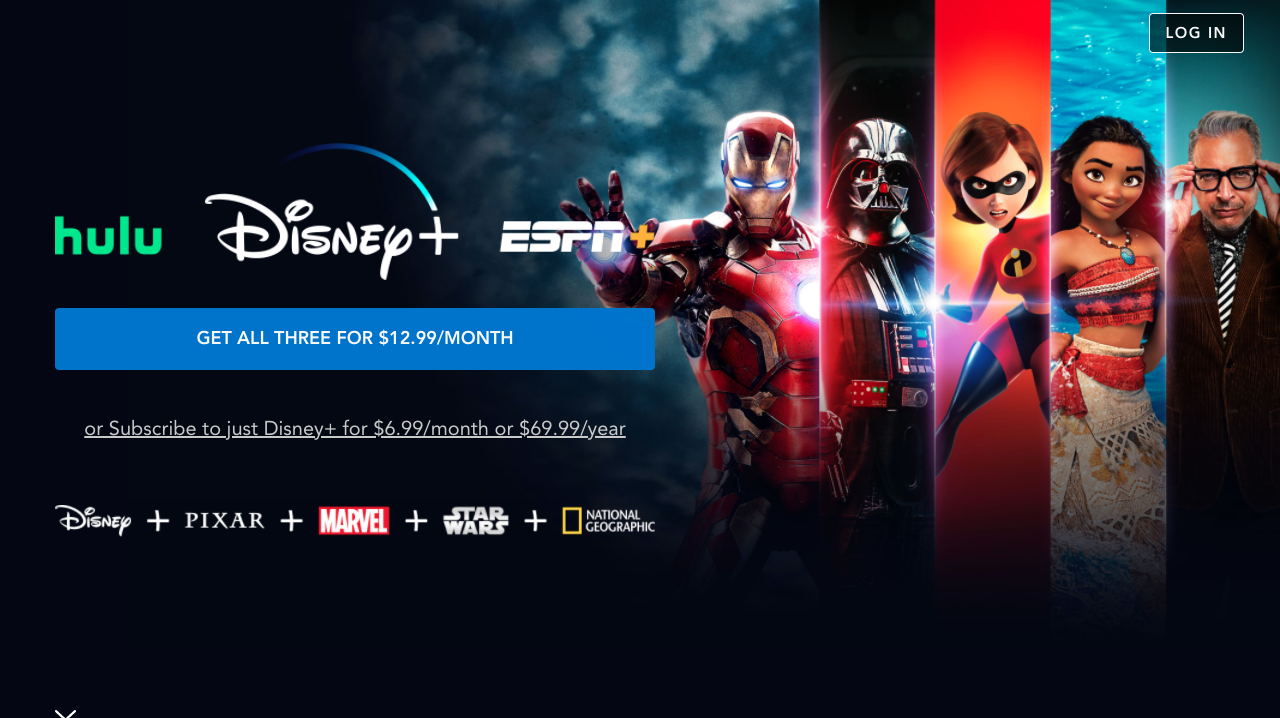 LOG IN
hulu
Disney+
ESPN+
GET ALL THREE FOR $12.99/MONTH
or Subscribe to just Disney+ for $6.99/month or $69.99/year
Disney + PIXAR + MARVEL + STAR WARS + NATIONAL GEOGRAPHIC